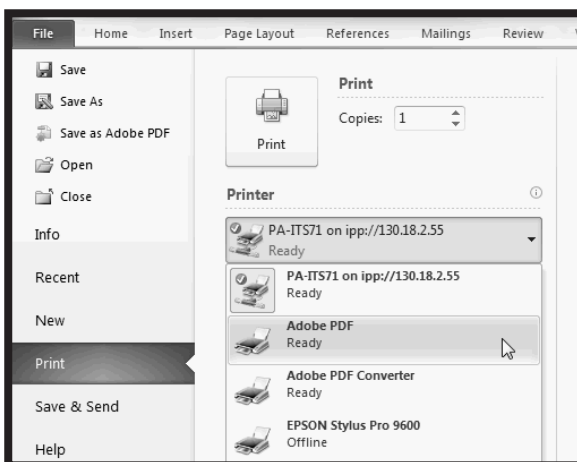 File Home Insert Page Layout References Mailings Review
Save
Save As
Save as Adobe PDF
Open
Close
Info
Recent
New
Print
Save & Send
Help
Print
Print
Copies: 1
Printer
PA-ITS71 on ipp://130.18.2.55
Ready
PA-ITS71 on ipp://130.18.2.55
Ready
Adobe PDF
Ready
Adobe PDF Converter
Ready
EPSON Stylus Pro 9600
Offline